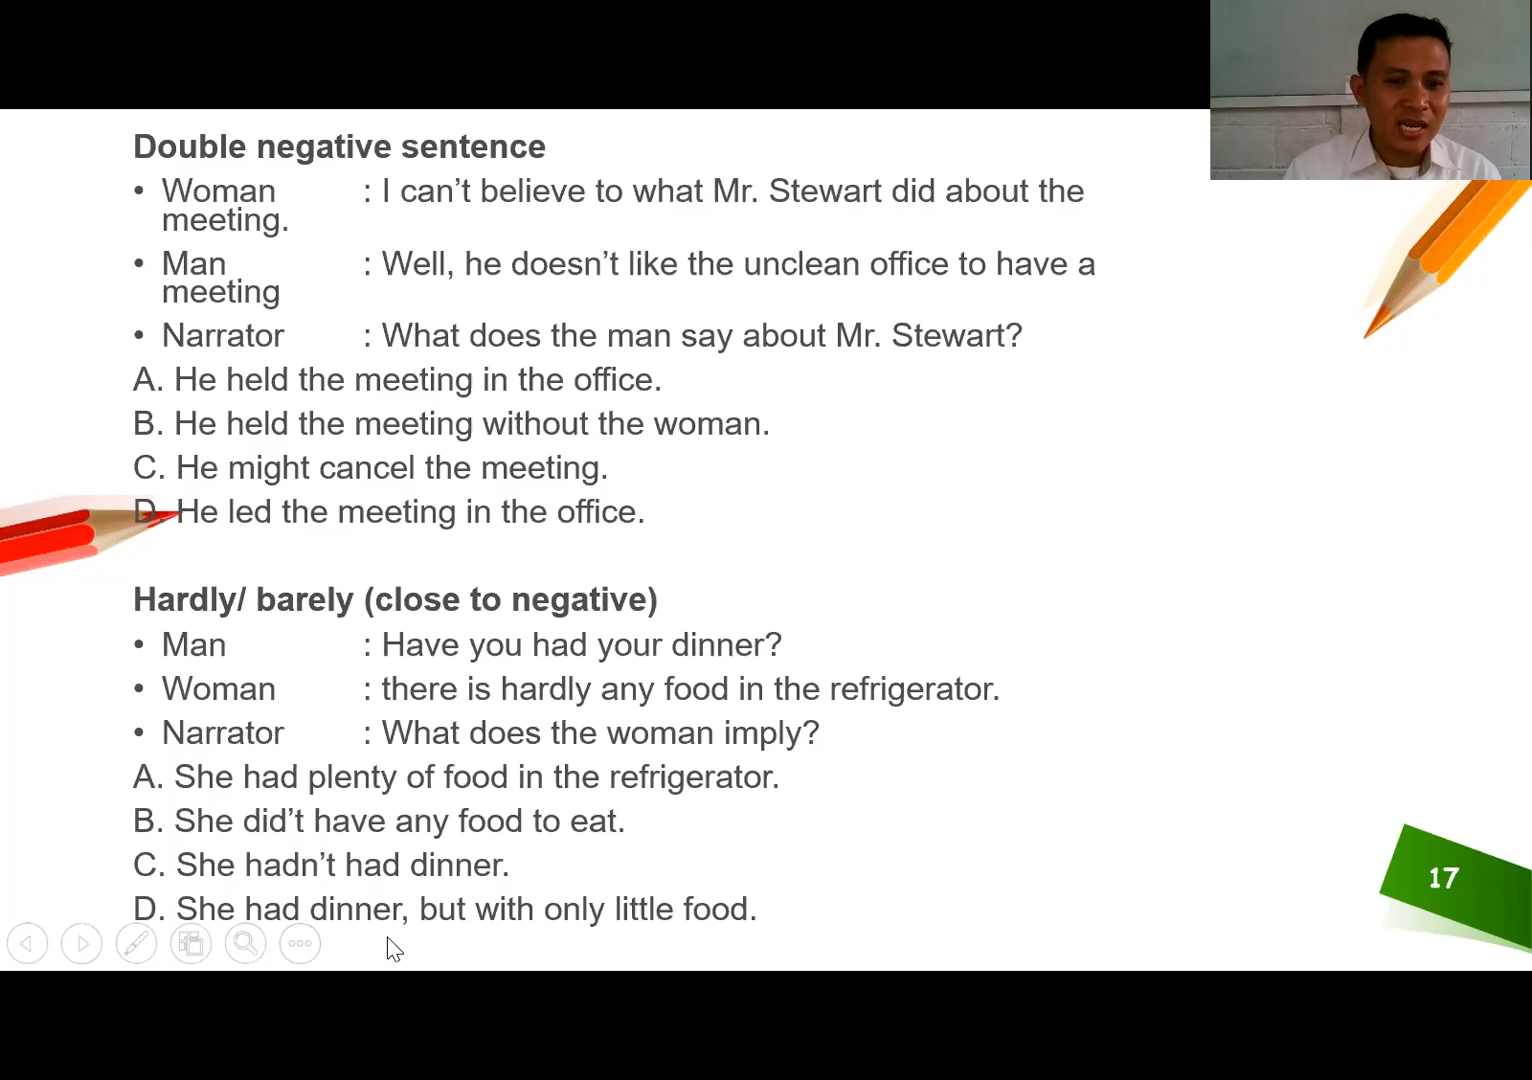 Double negative sentence
• Woman : I can’t believe to what Mr. Stewart did about the
meeting.
• Man : Well, he doesn’t like the unclean office to have a
meeting
• Narrator : What does the man say about Mr. Stewart?
A. He held the meeting in the office.
B. He held the meeting without the woman.
C. He might cancel the meeting.
D. He led the meeting in the office.
Hardly/ barely (close to negative)
• Man : Have you had your dinner?
• Woman : there is hardly any food in the refrigerator.
• Narrator : What does the woman imply?
A. She had plenty of food in the refrigerator.
B. She did’t have any food to eat.
C. She hadn’t had dinner.
D. She had dinner, but with only little food.
17